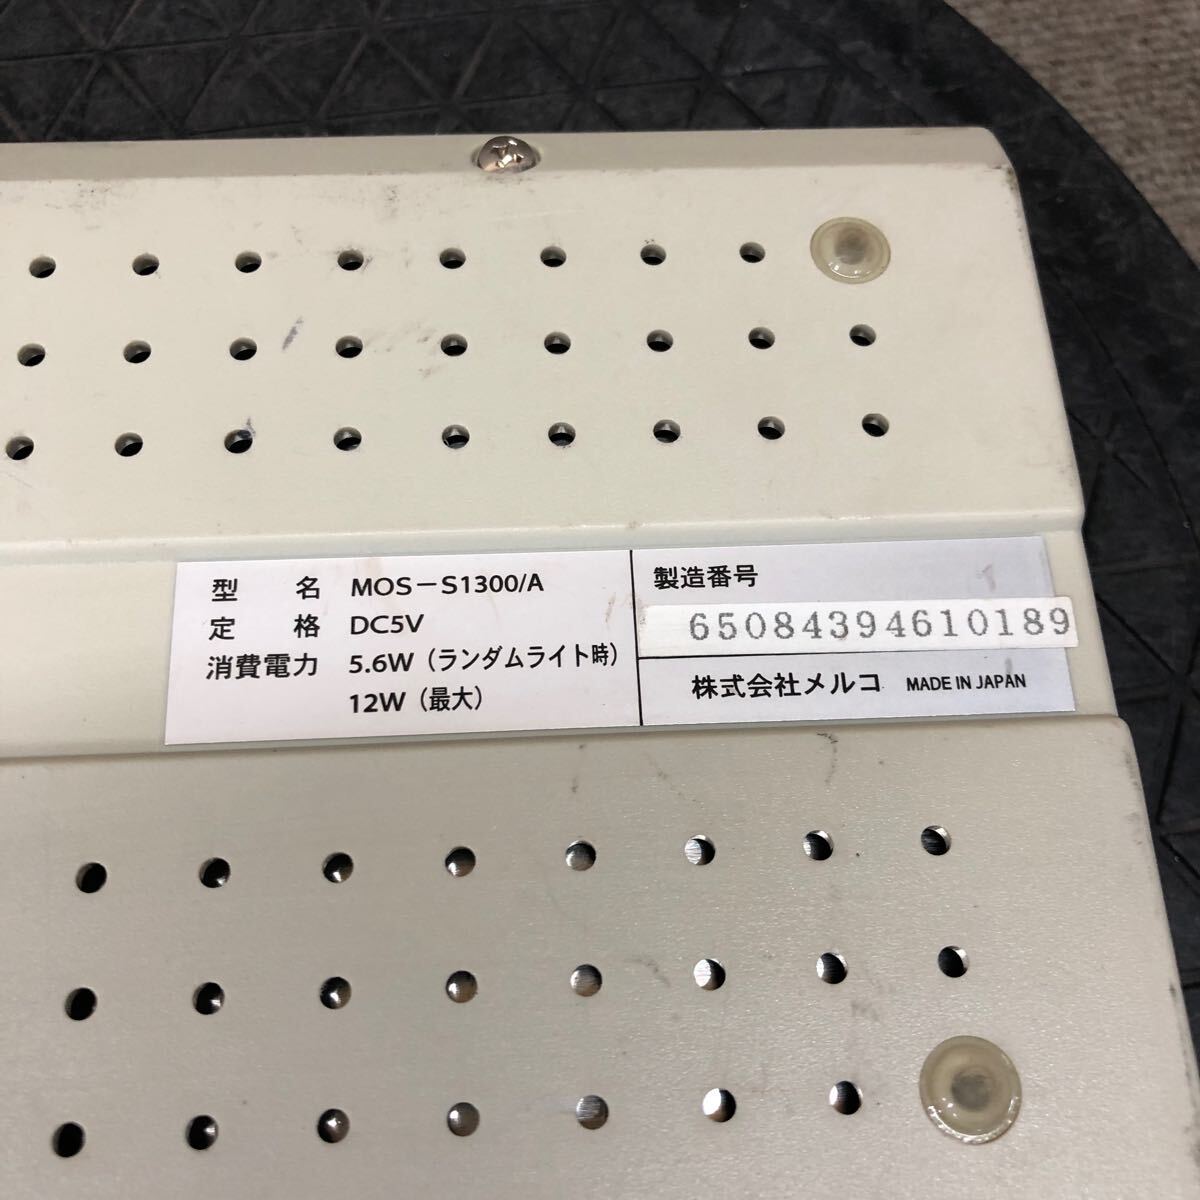 型　名 MOS－S1300/A
定　格 DC5V
消費電力 5.6W（ランダムライト時）
12W（最大）
製造番号
65084394610189
株式会社メルコ MADE IN JAPAN